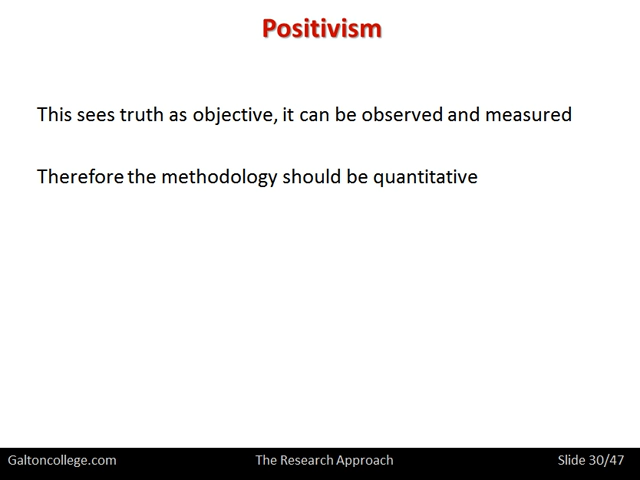 Positivism
This sees truth as objective, it can be observed and measured
Therefore the methodology should be quantitative
Galtoncollege.com The Research Approach Slide 30/47